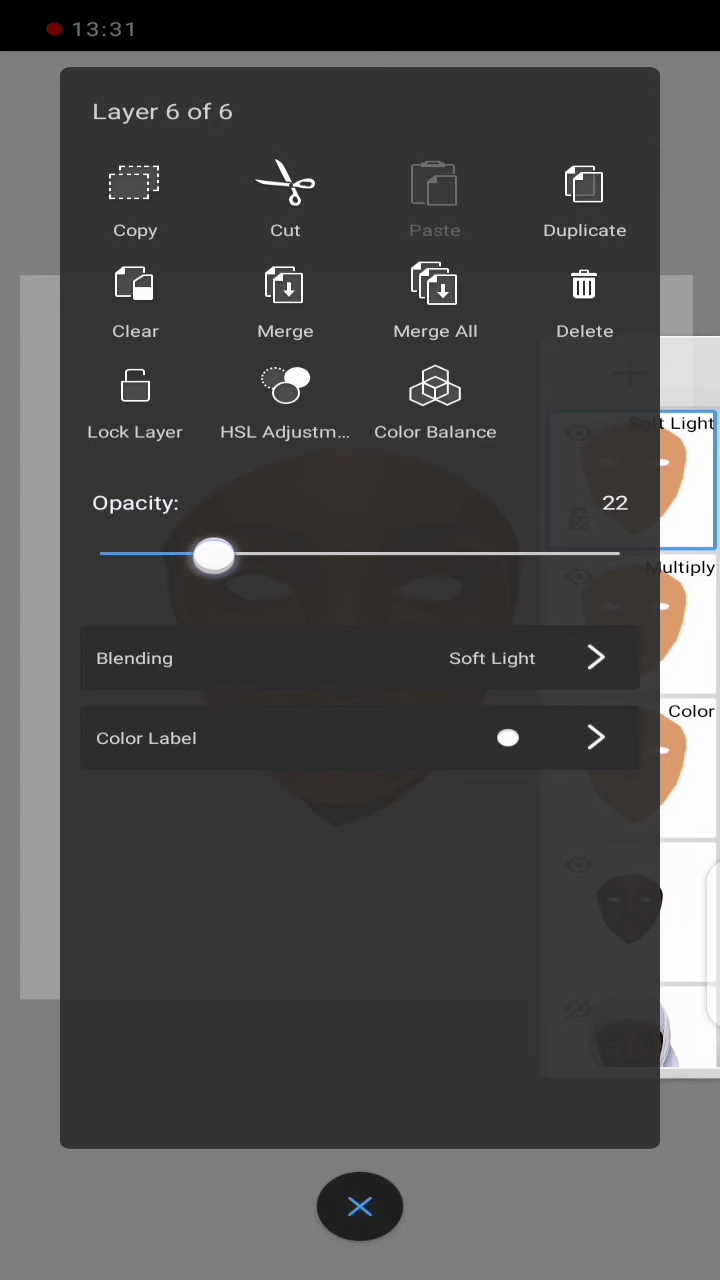 13:31
Layer 6 of 6
Copy Cut Paste Duplicate
Clear Merge Merge All Delete
Lock Layer HSL Adjustm... Color Balance
Soft Light
Opacity: 22
Multiply
Blending Soft Light
Color
Color Label